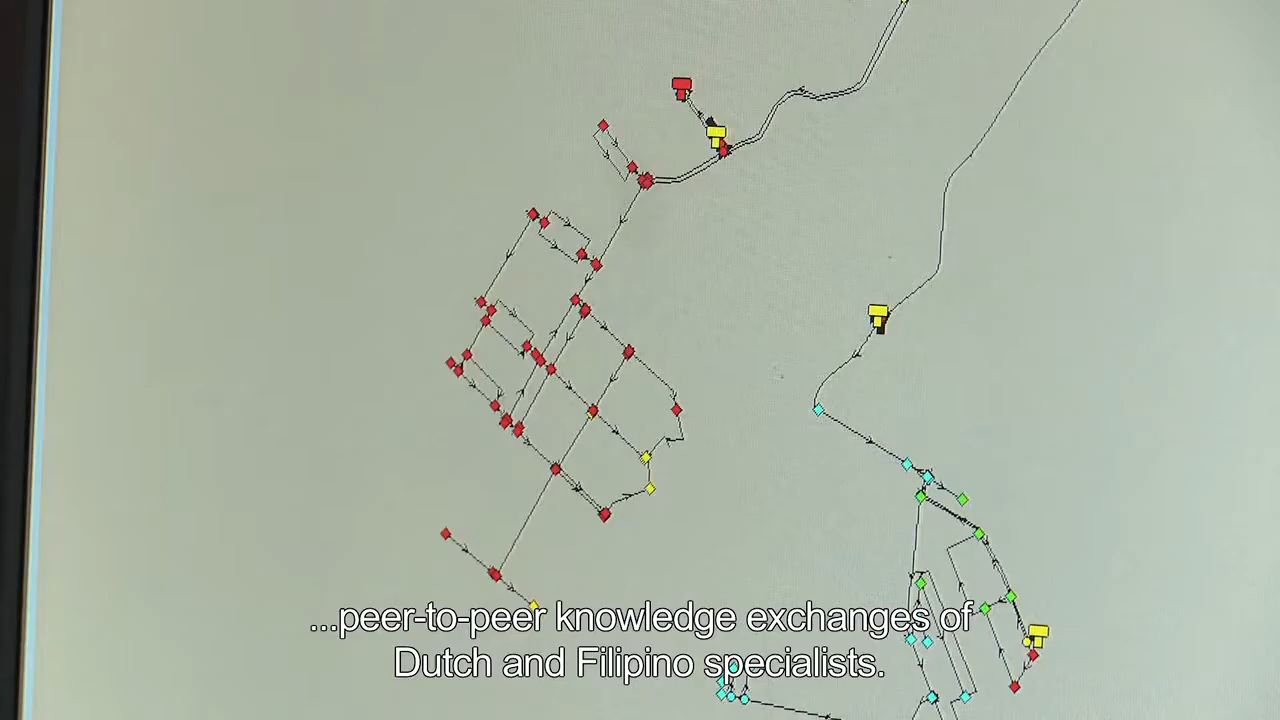 ...peer-to-peer knowledge exchanges of
Dutch and Filipino specialists.